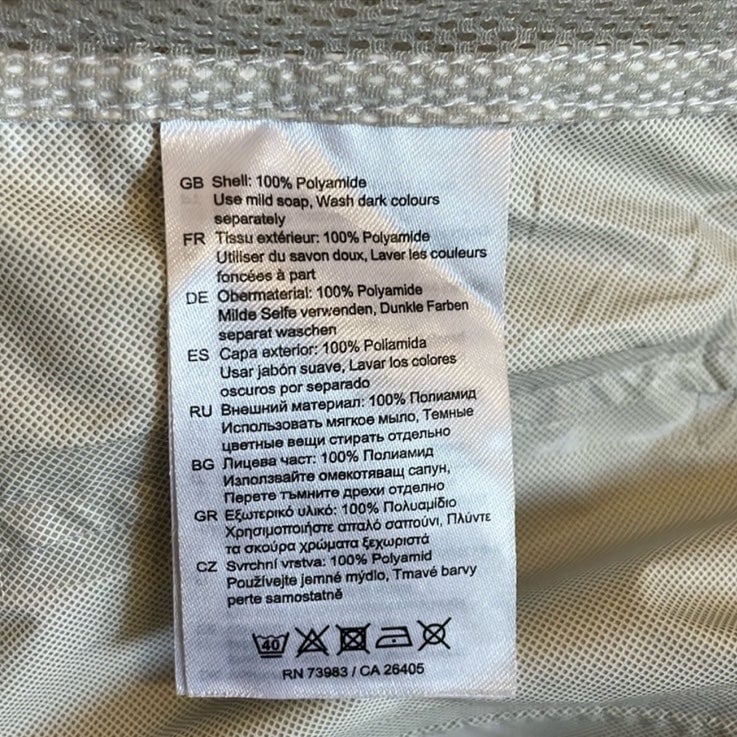 GB Shell: 100% Polyamide
Use mild soap, Wash dark colours
separately
FR Tissu extérieur: 100% Polyamide
Utiliser du savon doux, Laver les couleurs
foncées à part
DE Obermaterial: 100% Polyamide
Milde Seife verwenden, Dunkle Farben
separat waschen
ES Capa exterior: 100% Poliamida
Usar jabón suave, Lavar los colores
oscuros por separado
RU Внешний материал: 100% Полиамид
Использовать мягкое мыло, Темные
цветные вещи стирать отдельно
BG Лицева част: 100% Полиамид
Използвайте омекотяващ сапун,
Перете тъмните дрехи отделно
GR Εξωτερικό υλικό: 100% Πολυαμίδιο
Χρησιμοποιήστε απαλό σαπούνι, Πλύντε
τα σκούρα χρώματα ξεχωριστά
CZ Svrchní vrstva: 100% Polyamid
Používejte jemné mýdlo, Tmavé barvy
perte samostatně
40
RN 73983 / CA 26405